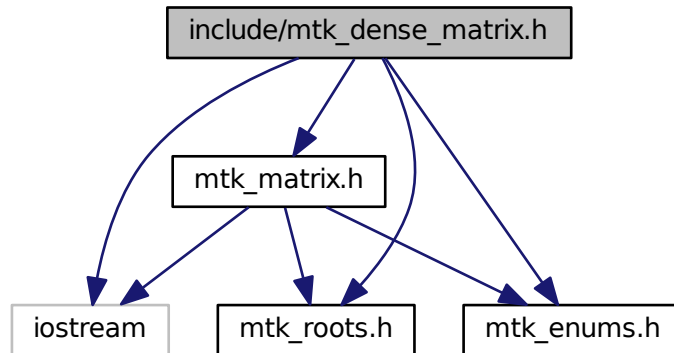 include/mtk_dense_matrix.h
mtk_matrix.h
iostream
mtk_roots.h
mtk_enums.h